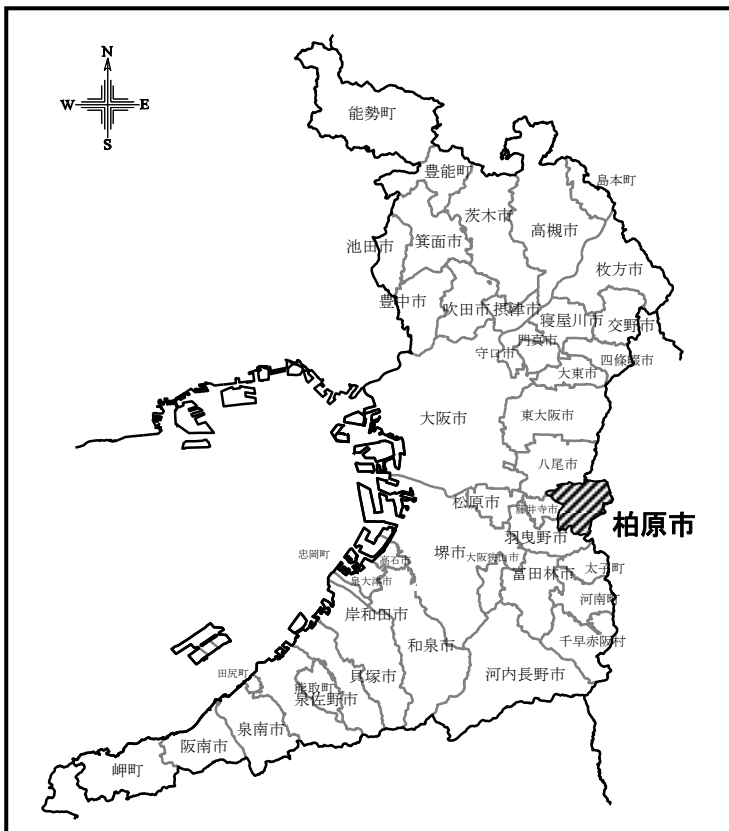 N
W E
S
能勢町
豊能町
島本町
茨木市
高槻市
箕面市
池田市
枚方市
豊中市
吹田市
摂津市
寝屋川市
交野市
門真市
守口市
四條畷市
大東市
大阪市
東大阪市
八尾市
松原市
藤井寺市
柏原市
羽曳野市
堺市
大阪狭山市
忠岡町
高石市
富田林市
太子町
泉大津市
河南町
岸和田市
和泉市
千早赤阪村
田尻町
貝塚市
河内長野市
熊取町
泉佐野市
泉南市
阪南市
岬町